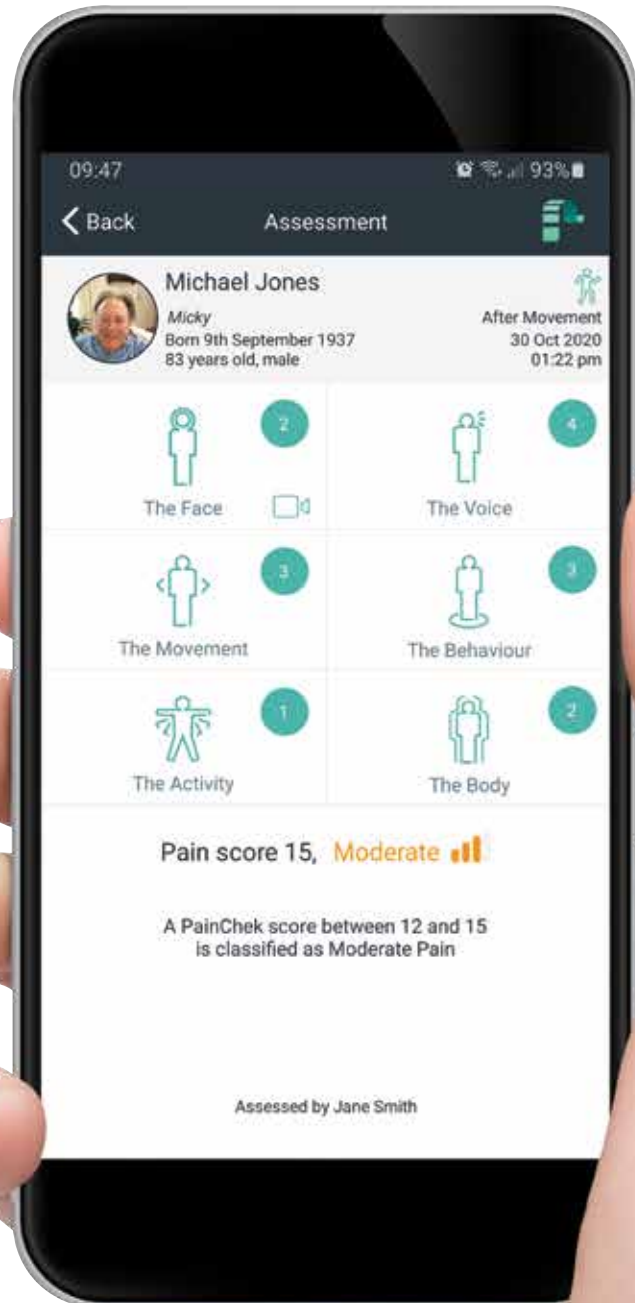 09:47
93%
Back
Assessment
Michael Jones
Micky
Born 9th September 1937
83 years old, male
After Movement
30 Oct 2020
01:22 pm
2
The Face
4
The Voice
3
The Movement
3
The Behaviour
1
The Activity
2
The Body
Pain score 15, Moderate
A PainChek score between 12 and 15
is classified as Moderate Pain
Assessed by Jane Smith